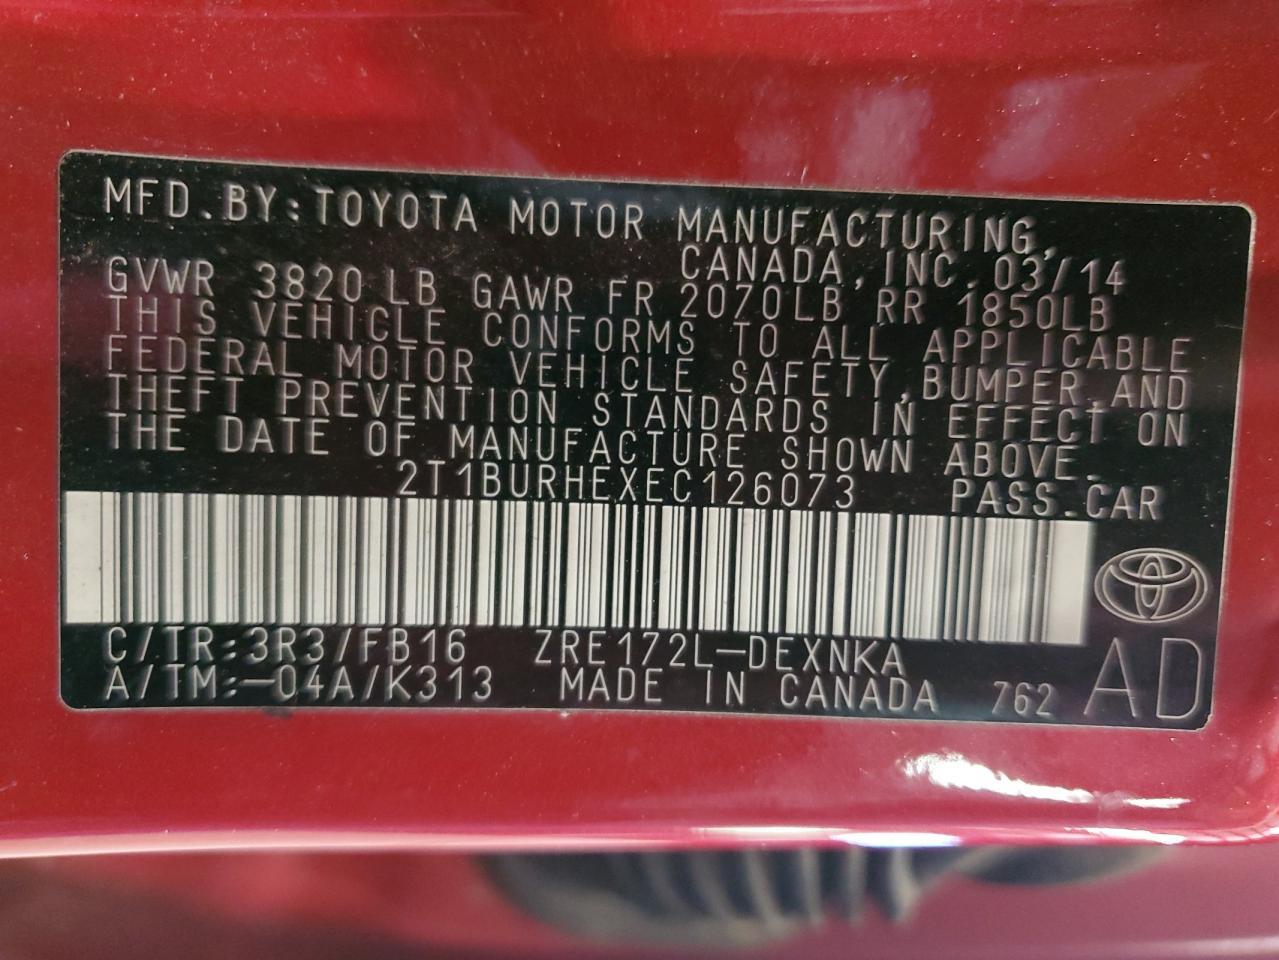 MFD.BY:TOYOTA MOTOR MANUFACTURING,
CANADA,INC.03/14
GVWR 3820LB GAWR FR 2070LB RR 1850LB
THIS VEHICLE CONFORMS TO ALL APPLICABLE
FEDERAL MOTOR VEHICLE SAFETY,BUMPER,AND
THEFT PREVENTION STANDARDS IN EFFECT ON
THE DATE OF MANUFACTURE SHOWN ABOVE.
2T1BURHEXEC126073 PASS.CAR
C/TR:3R3/FB16 ZRE172L-DEXNKA
A/TM:-04A/K313 MADE IN CANADA 762 AD